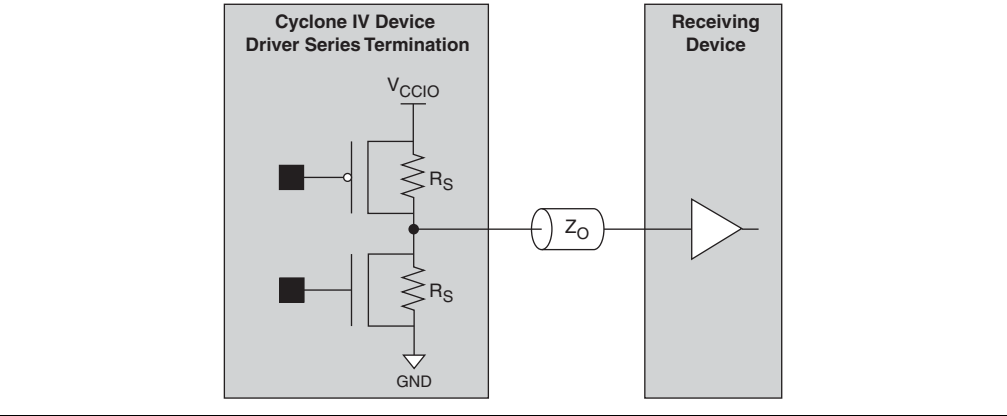 Cyclone IV Device
Driver Series Termination
Receiving
Device
VCCIO
RS
ZO
RS
GND